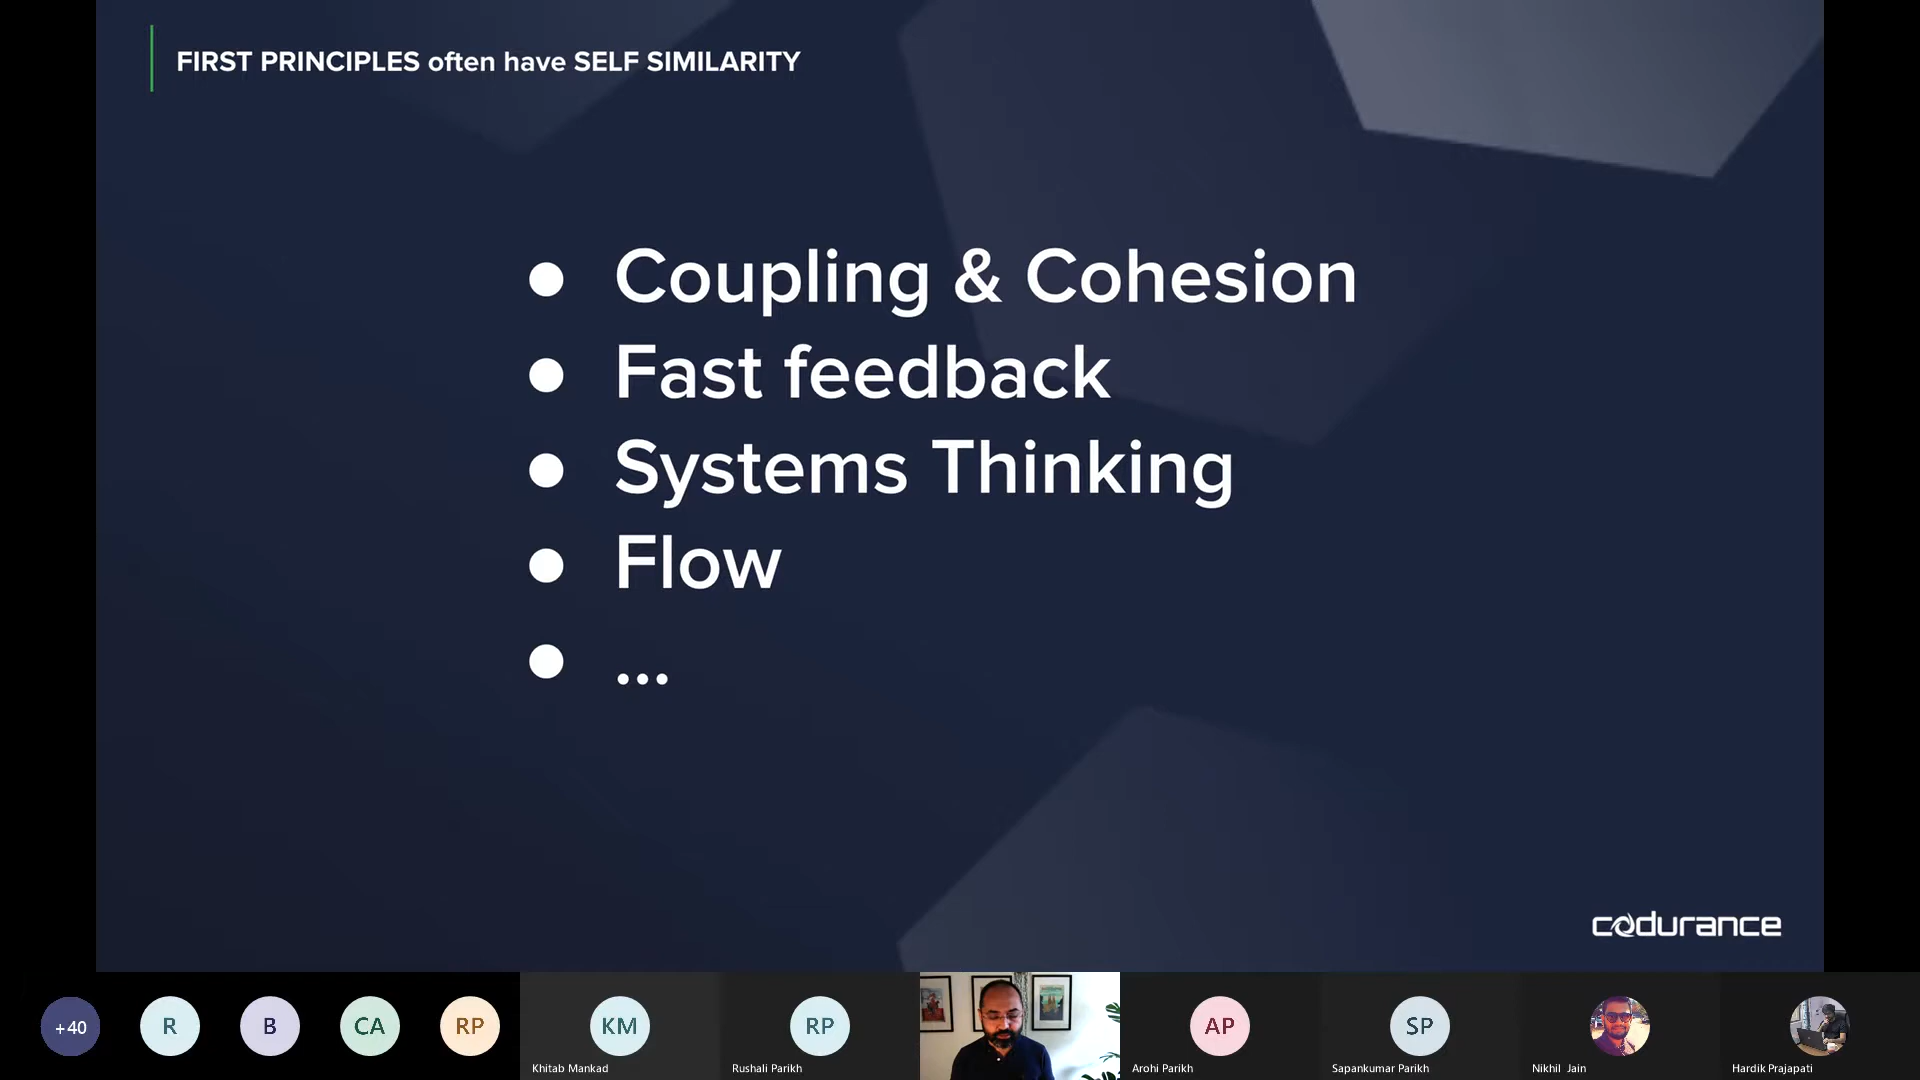 FIRST PRINCIPLES often have SELF SIMILARITY
● Coupling & Cohesion
● Fast feedback
● Systems Thinking
● Flow
● ...
codurance
+40
R
B
CA
RP
KM
RP
AP
SP
Khitab Mankad
Rushali Parikh
Arohi Parikh
Sapankumar Parikh
Nikhil Jain
Hardik Prajapati